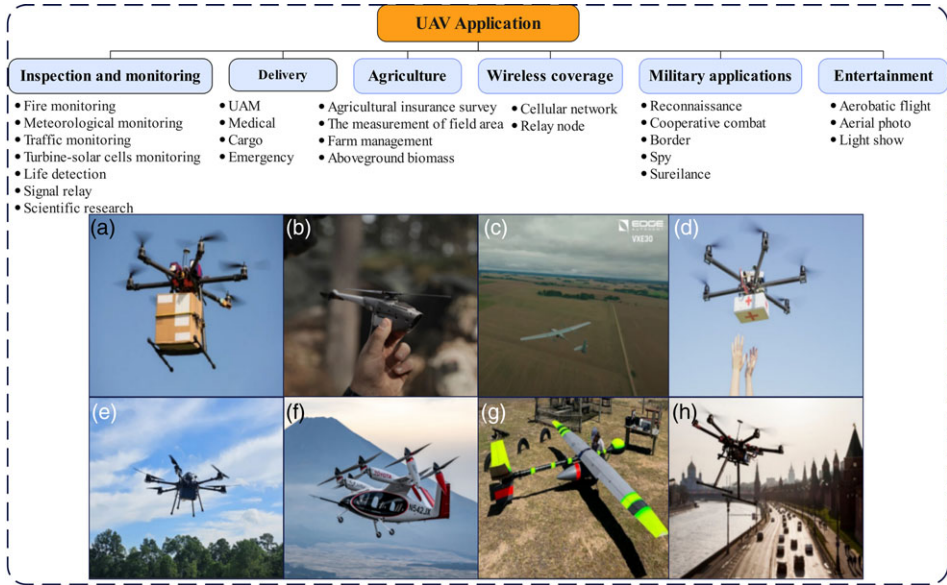 UAV Application
Inspection and monitoring
Fire monitoring
Meteorological monitoring
Traffic monitoring
Turbine-solar cells monitoring
Life detection
Signal relay
Scientific research
Delivery
UAM
Medical
Cargo
Emergency
Agriculture
Agricultural insurance survey
The measurement of field area
Farm management
Aboveground biomass
Wireless coverage
Cellular network
Relay node
Military applications
Reconnaissance
Cooperative combat
Border
Spy
Sureilance
Entertainment
Aerobatic flight
Aerial photo
Light show
(a)
(b)
(c)
EDGE
VXE30
(d)
(e)
(f)
N542JX
(g)
(h)